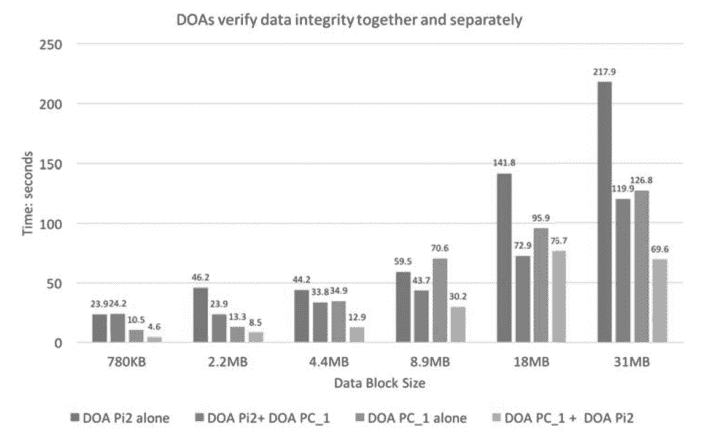 DOAs verify data integrity together and separately
250
200
150
100
50
0
Time: seconds
23.9 24.2 10.5 4.6
46.2 23.9 13.3 8.5
44.2 33.8 34.9 12.9
59.5 43.7 70.6 30.2
141.8 72.9 95.9 76.7
217.9 119.9 126.8 69.6
780KB 2.2MB 4.4MB 8.9MB 18MB 31MB
Data Block Size
DOA Pi2 alone DOA Pi2+ DOA PC_1 DOA PC_1 alone DOA PC_1 + DOA Pi2